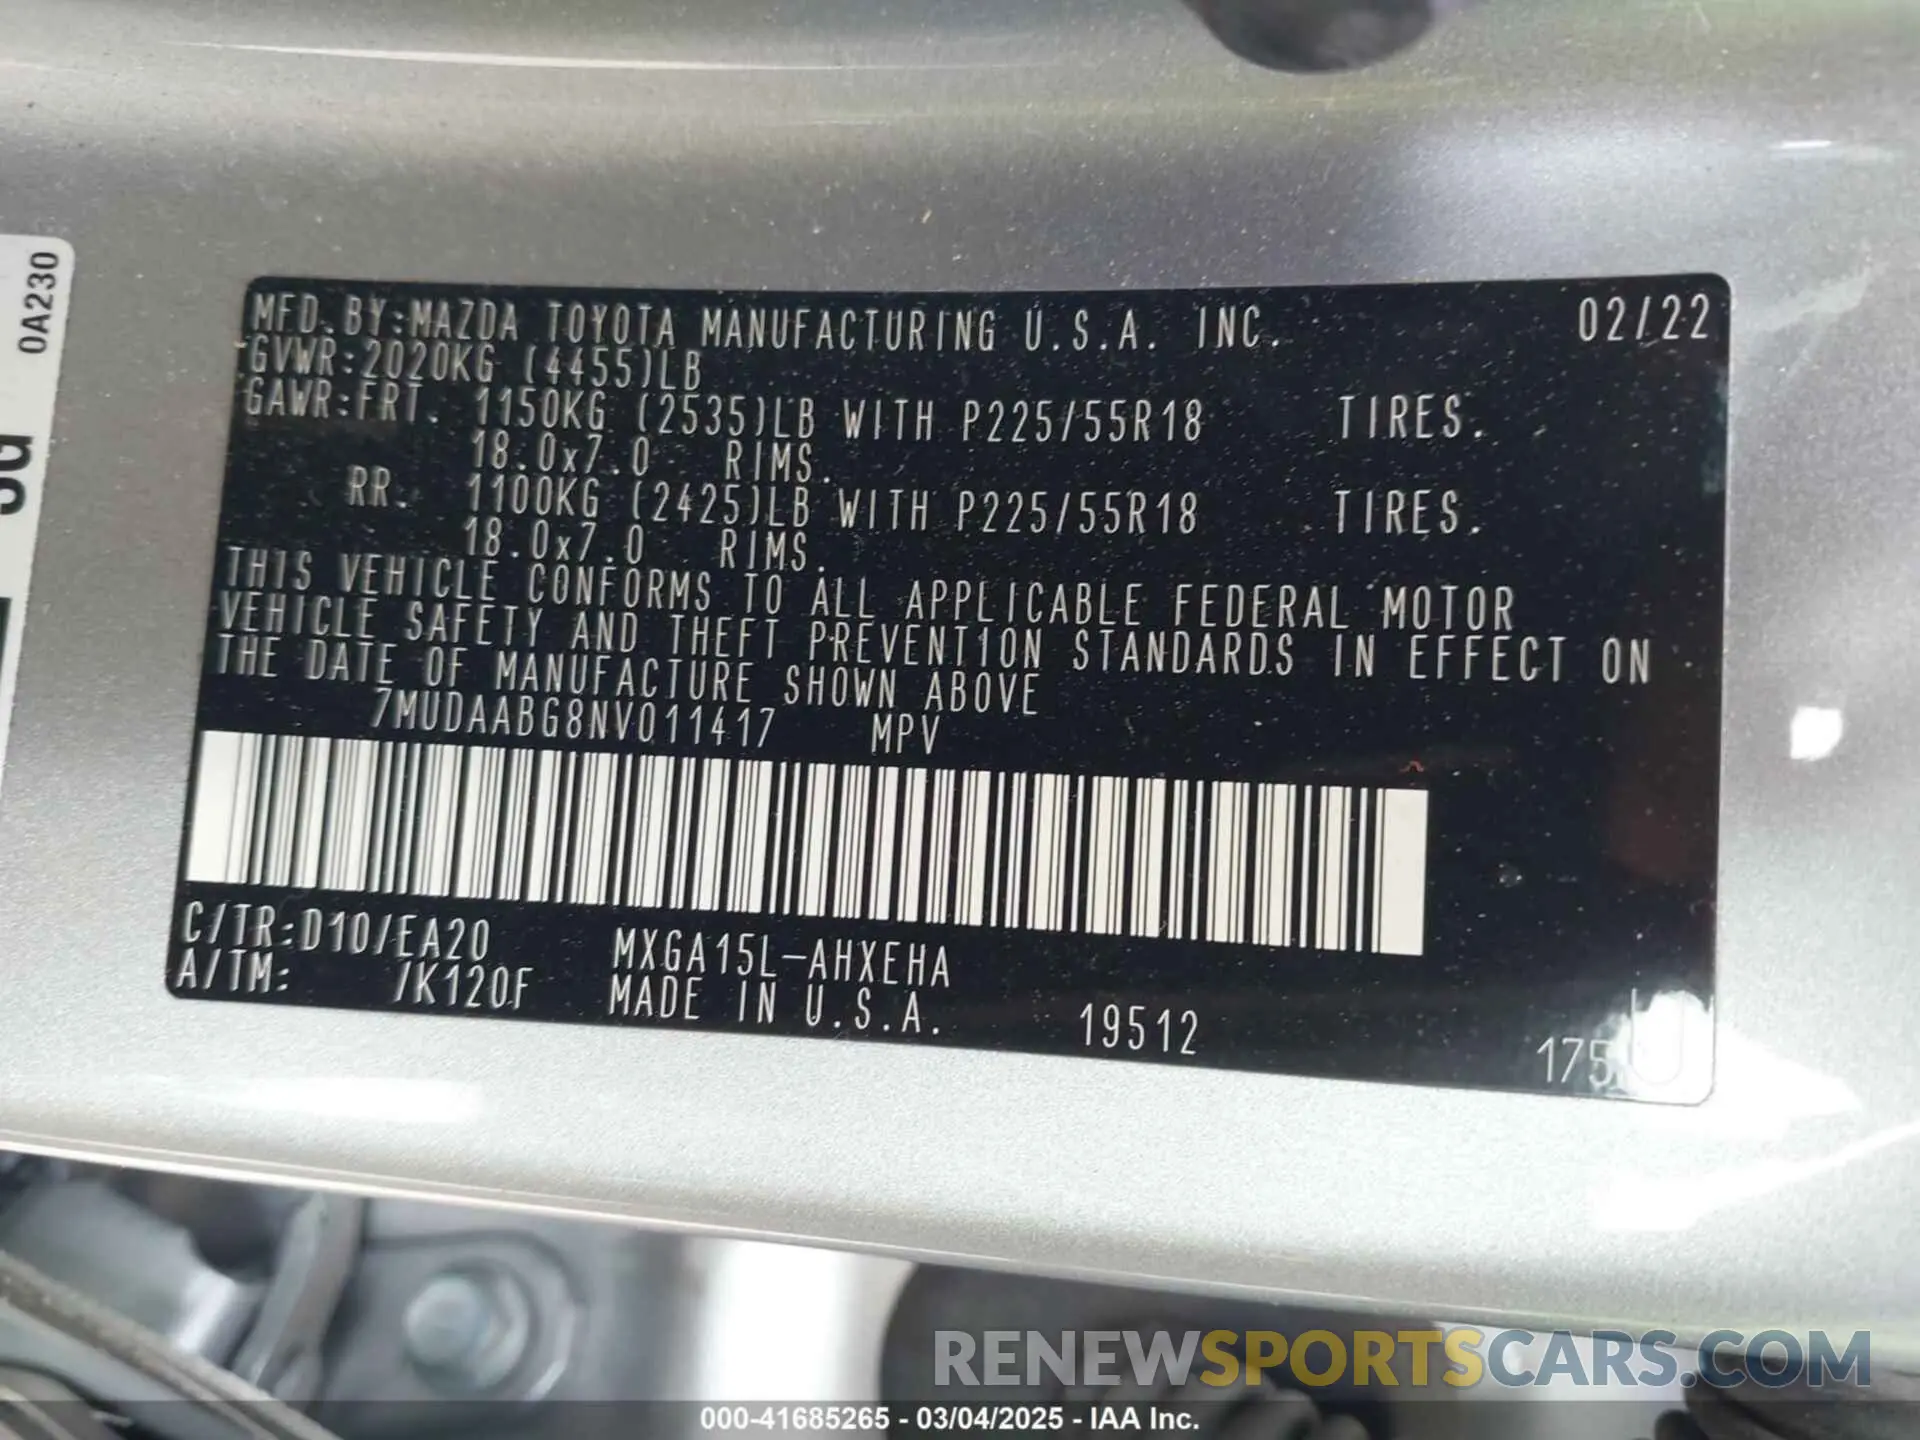 0A230
MFD. BY:MAZDA TOYOTA MANUFACTURING U.S.A. INC. 02/22
GVWR:2020KG (4455)LB
GAWR:FRT. 1150KG (2535)LB WITH P225/55R18 TIRES.
18.0x7.0 RIMS.
RR. 1100KG (2425)LB WITH P225/55R18 TIRES.
18.0x7.0 RIMS.
THIS VEHICLE CONFORMS TO ALL APPLICABLE FEDERAL MOTOR
VEHICLE SAFETY AND THEFT PREVENTION STANDARDS IN EFFECT ON
THE DATE OF MANUFACTURE SHOWN ABOVE
7MUDAABG8NV011417 MPV
C/TR:D10/EA20 MXGA15L-AHXEHA
A/TM: /K120F MADE IN U.S.A. 19512
RENEWSPORTSCARS.COM
000-41685265 - 03/04/2025 - IAA Inc.